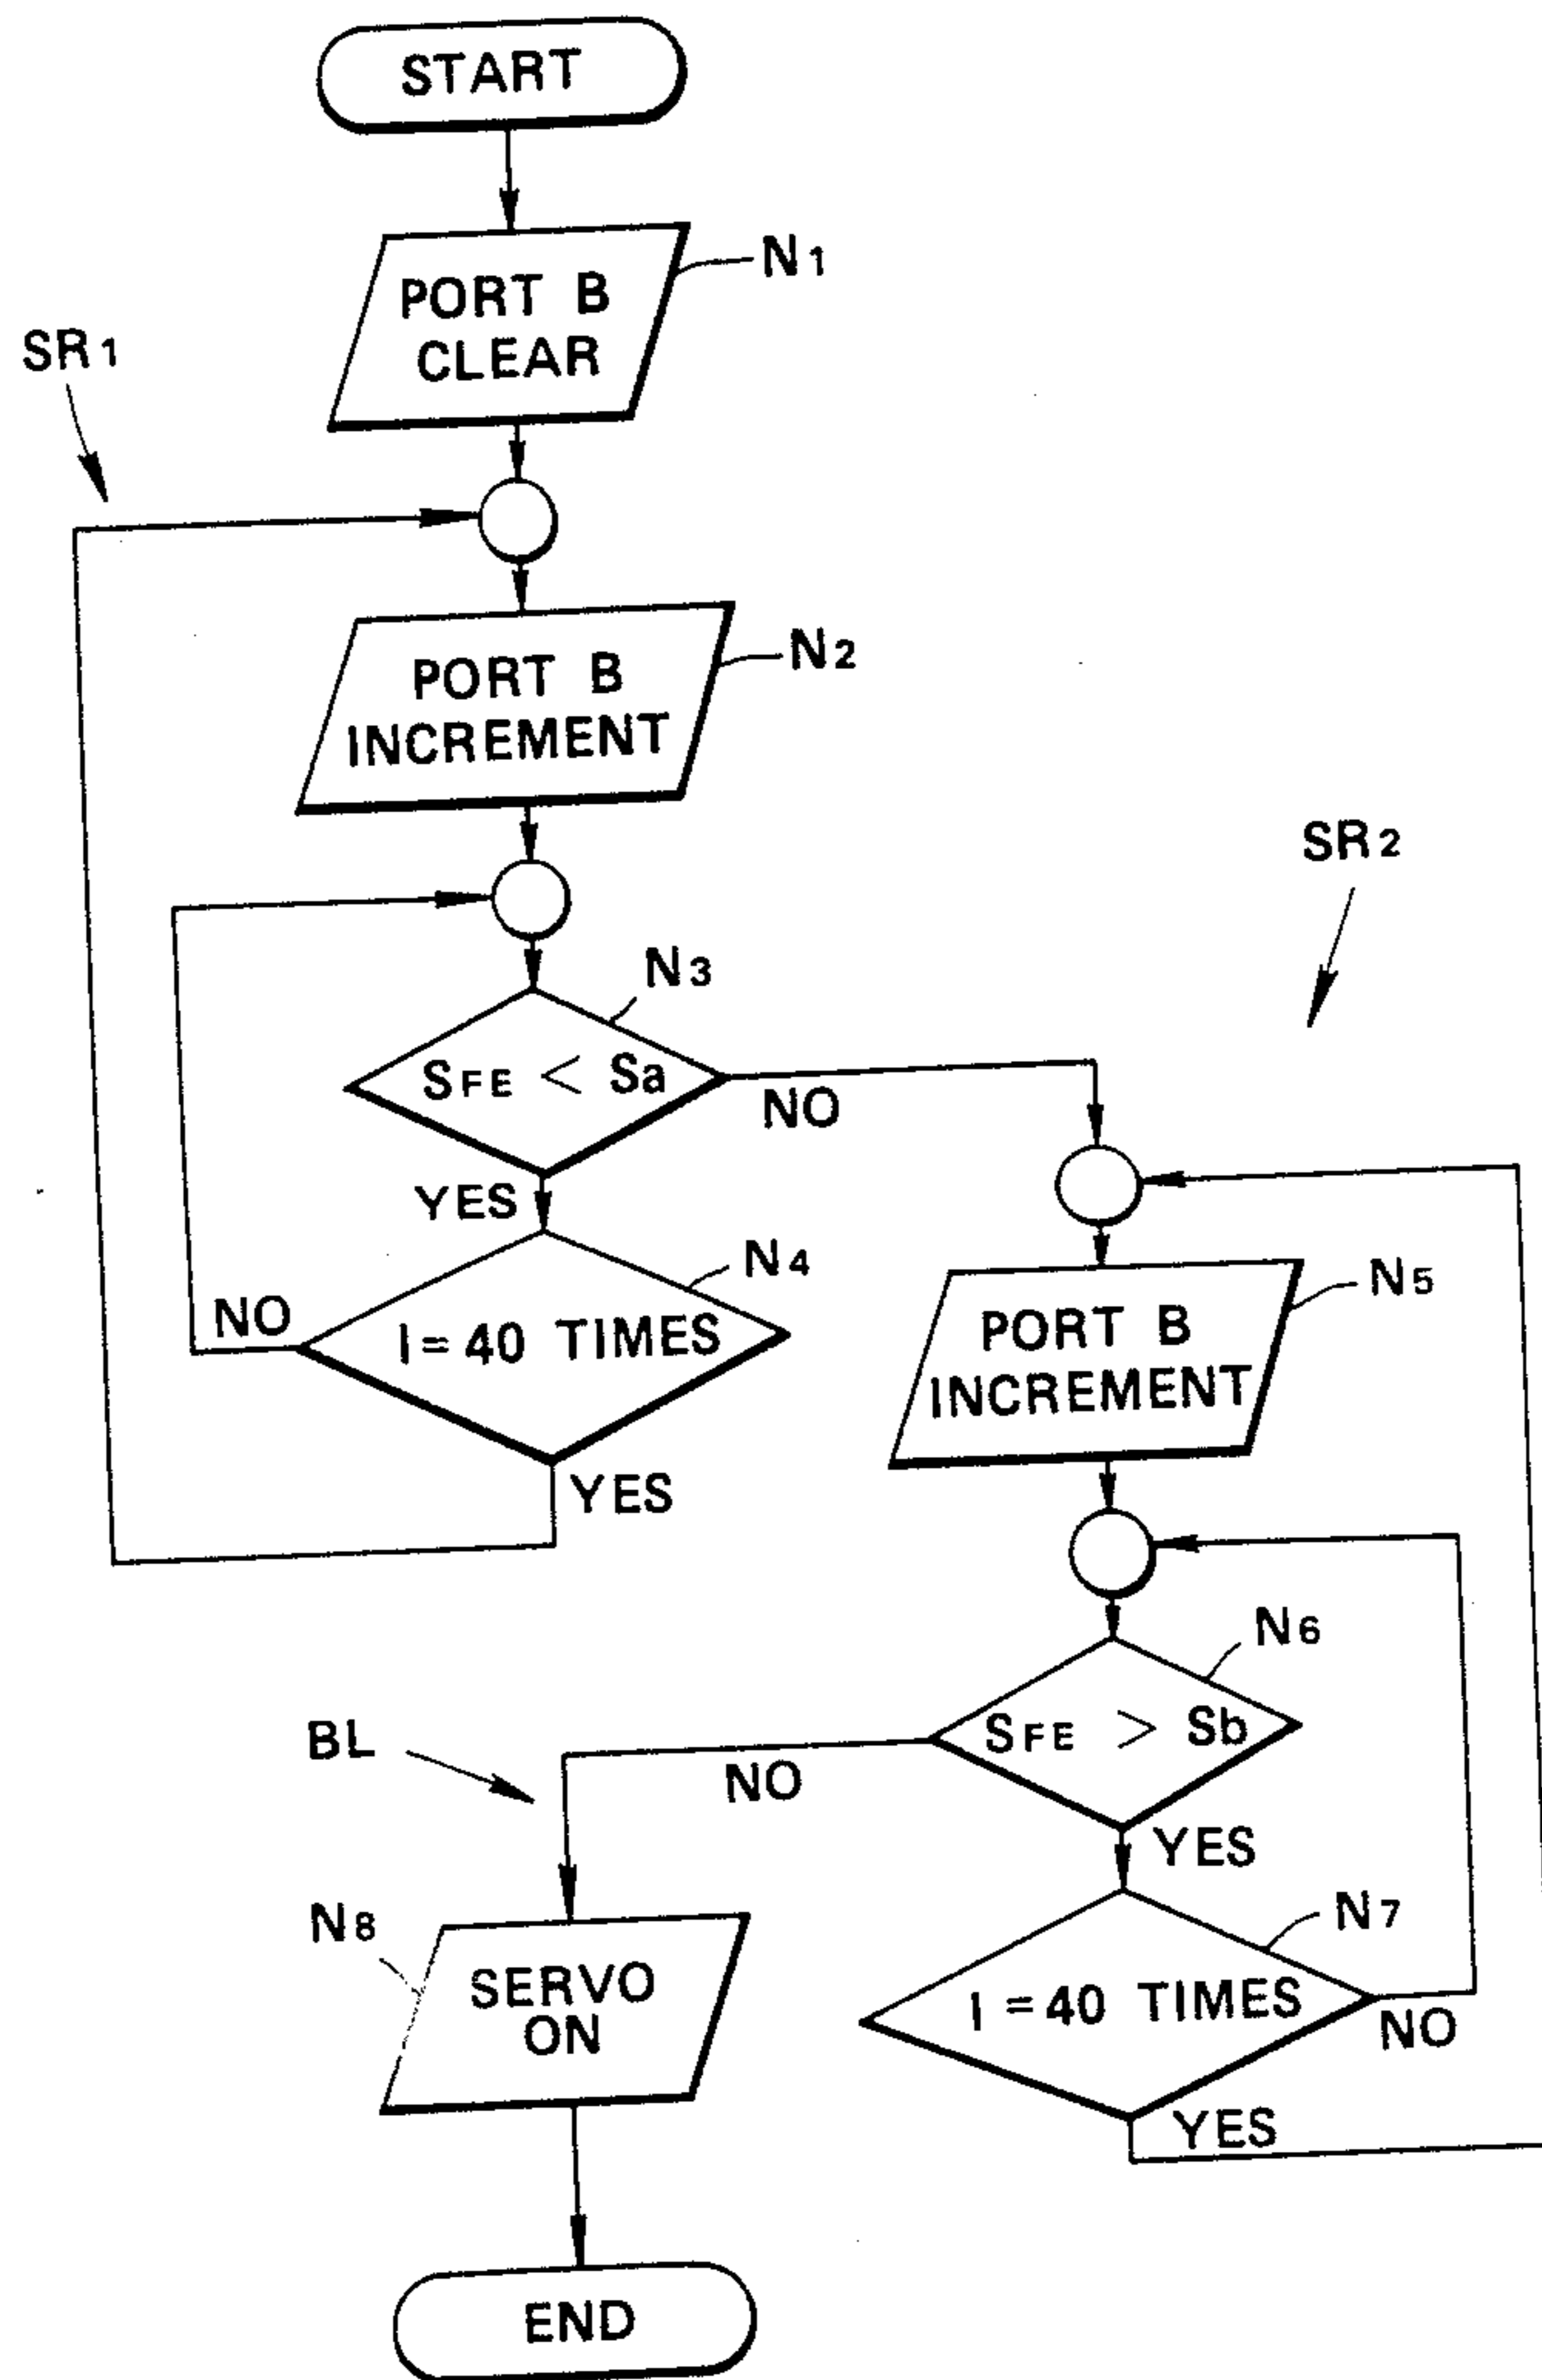 START
PORT B
CLEAR
N1
SR1
PORT B
INCREMENT
N2
SR2
N3
SFE < Sa
NO
YES
N4
I = 40 TIMES
NO
YES
N5
PORT B
INCREMENT
N6
SFE > Sb
NO
YES
BL
N7
I = 40 TIMES
NO
YES
N8
SERVO
ON
END